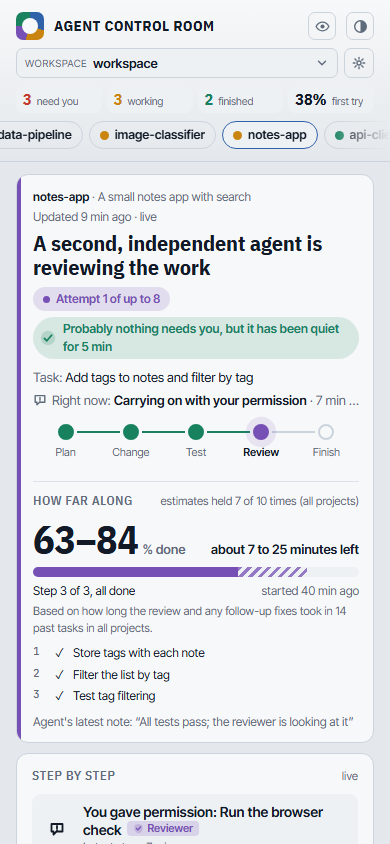 AGENT CONTROL ROOM
WORKSPACE workspace
3 need you 3 working 2 finished 38% first try
data-pipeline image-classifier notes-app
notes-app · A small notes app with search
Updated 9 min ago · live
A second, independent agent is
reviewing the work
Attempt 1 of up to 8
Probably nothing needs you, but it has been quiet
for 5 min
Task: Add tags to notes and filter by tag
Right now: Carrying on with your permission · 7 min ...
Plan Change Test Review Finish
HOW FAR ALONG estimates held 7 of 10 times (all projects)
63–84 % done about 7 to 25 minutes left
Step 3 of 3, all done started 40 min ago
Based on how long the review and any follow-up fixes took in 14
past tasks in all projects.
1 ✓ Store tags with each note
2 ✓ Filter the list by tag
3 ✓ Test tag filtering
Agent's latest note: “All tests pass; the reviewer is looking at it”
STEP BY STEP live
You gave permission: Run the browser
check Reviewer